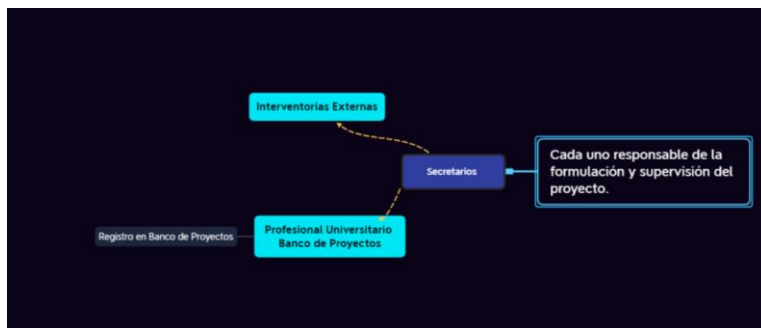 Interventorías Externas
Secretarios
Cada uno responsable de la
formulación y supervisión del
proyecto.
Registro en Banco de Proyectos
Profesional Universitario
Banco de Proyectos